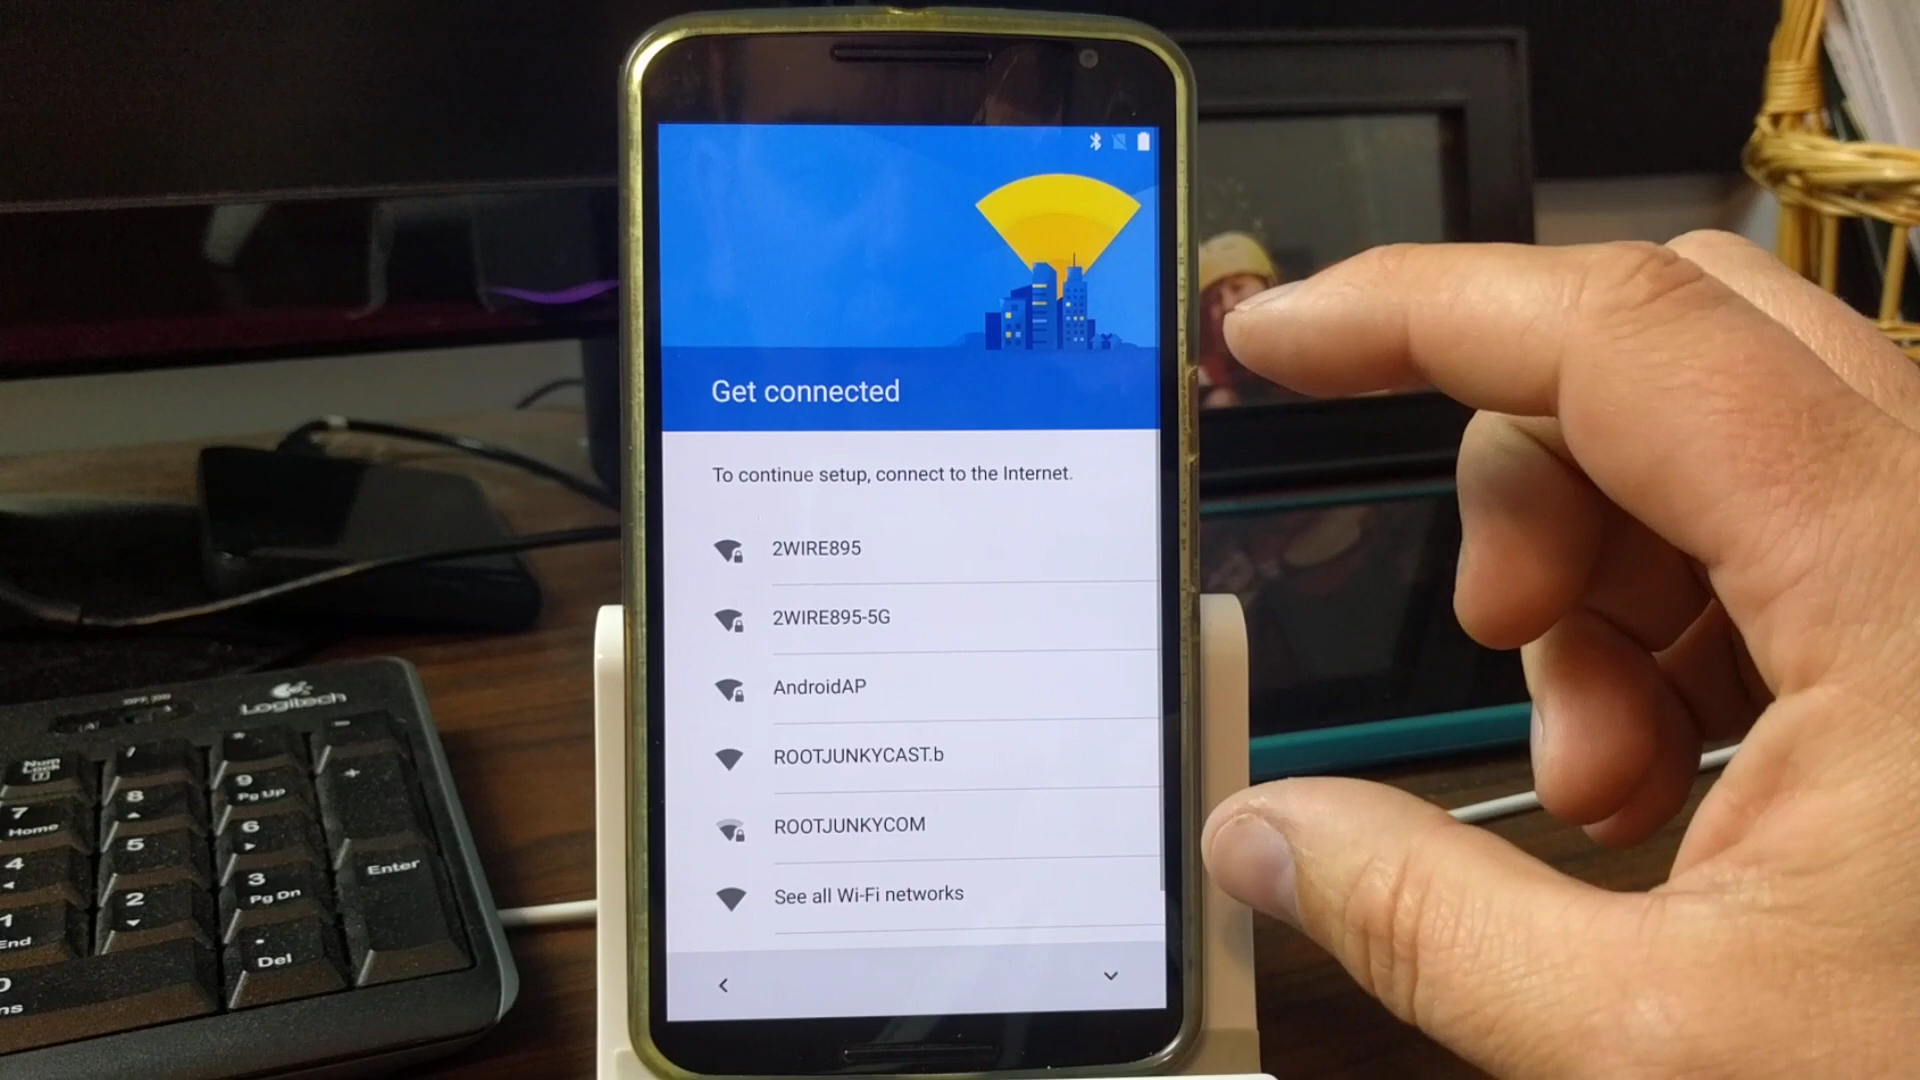 Get connected
To continue setup, connect to the Internet.
2WIRE895
2WIRE895-5G
AndroidAP
ROOTJUNKYCAST.b
ROOTJUNKYCOM
See all Wi-Fi networks
Logitech
Num
Lock
/
*
-
7
Home
8
9
Pg Up
+
4
5
6
1
End
2
3
Pg Dn
Enter
0
Ins
.
Del